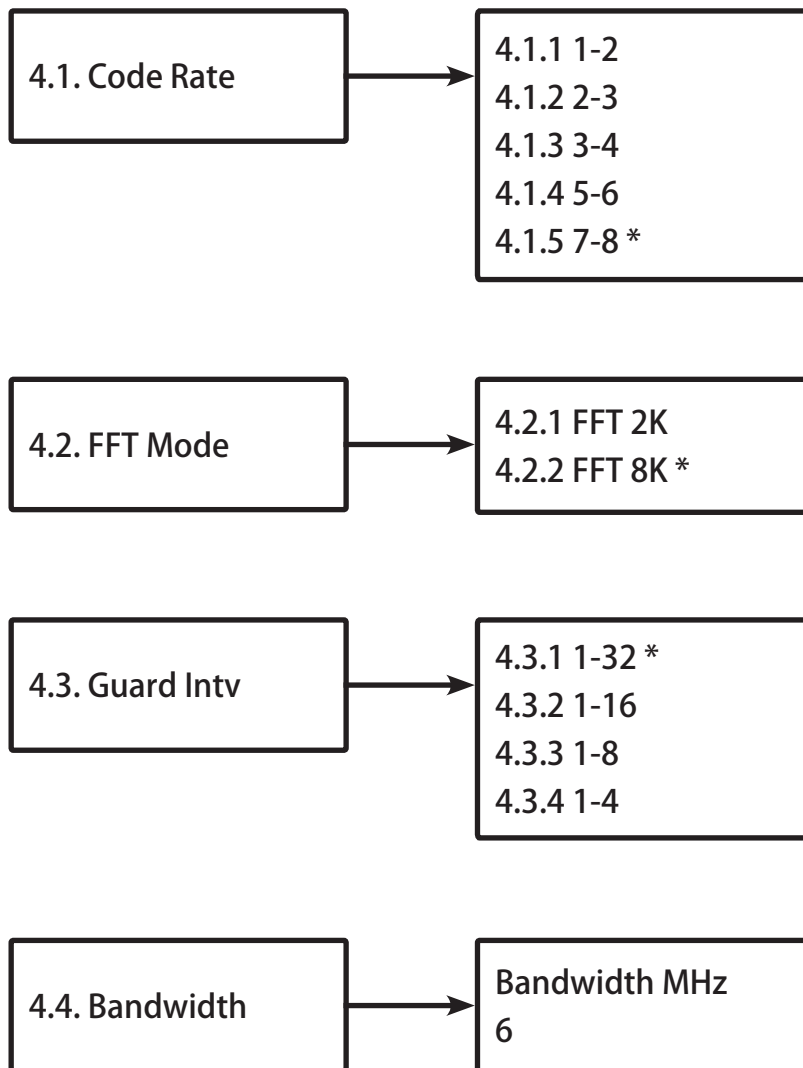 4.1. Code Rate
4.1.1 1-2
4.1.2 2-3
4.1.3 3-4
4.1.4 5-6
4.1.5 7-8 *
4.2. FFT Mode
4.2.1 FFT 2K
4.2.2 FFT 8K *
4.3. Guard Intv
4.3.1 1-32 *
4.3.2 1-16
4.3.3 1-8
4.3.4 1-4
4.4. Bandwidth
Bandwidth MHz
6